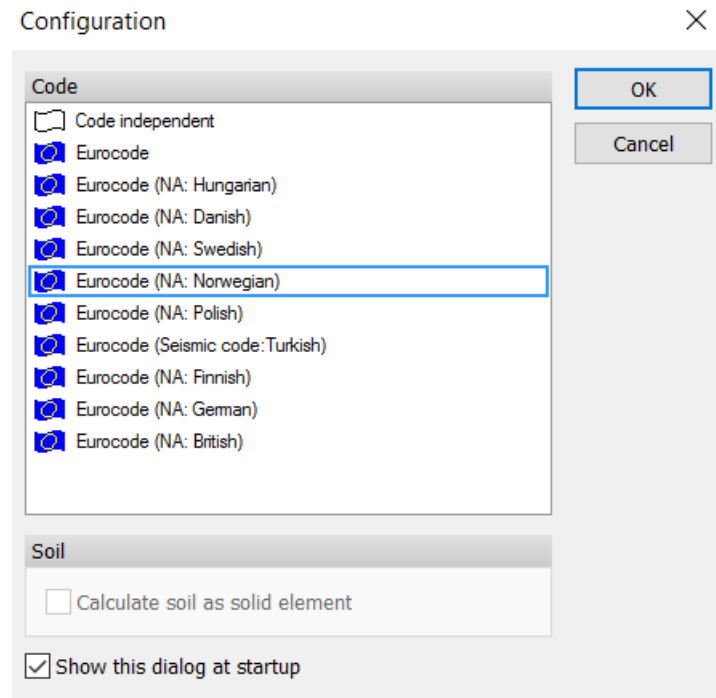 Configuration
Code
OK
Code independent
Cancel
Eurocode
Eurocode (NA: Hungarian)
Eurocode (NA: Danish)
Eurocode (NA: Swedish)
Eurocode (NA: Norwegian)
Eurocode (NA: Polish)
Eurocode (Seismic code:Turkish)
Eurocode (NA: Finnish)
Eurocode (NA: German)
Eurocode (NA: British)
Soil
Calculate soil as solid element
Show this dialog at startup